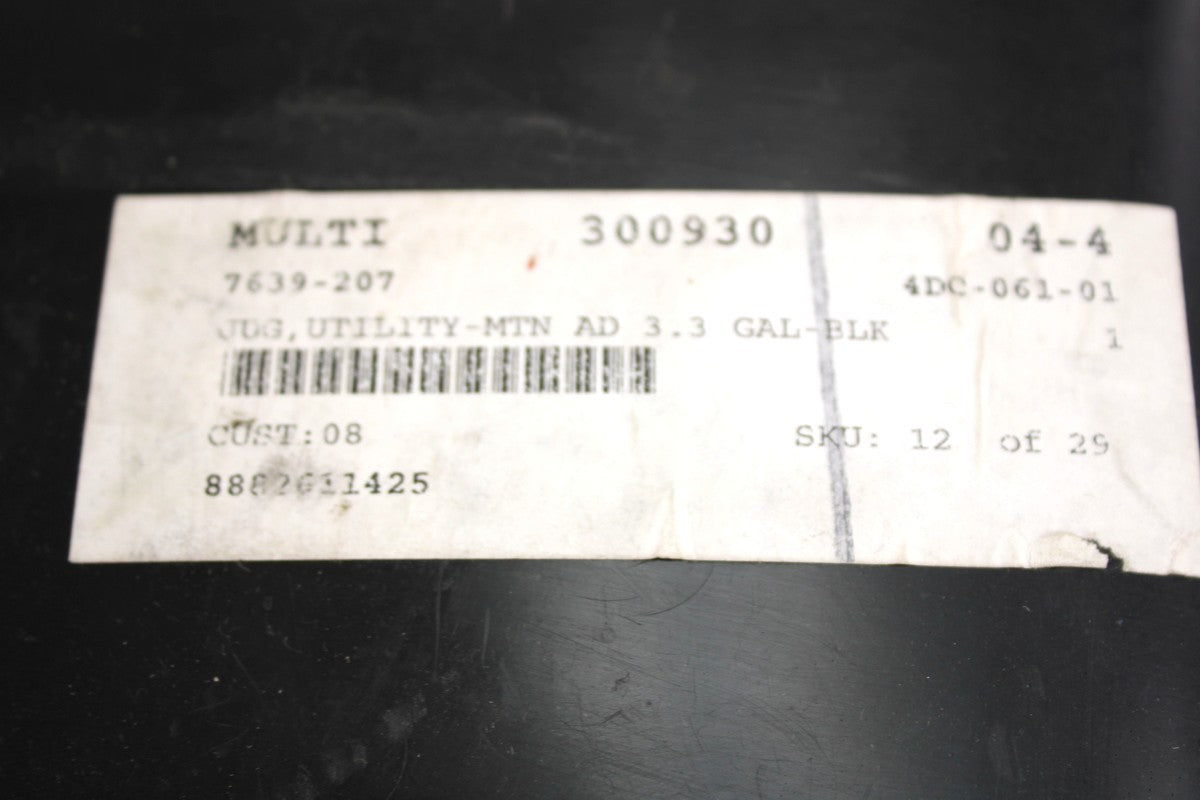 MULTI 300930 04-4
7639-207 4DC-061-01
JUG,UTILITY-MTN AD 3.3 GAL-BLK 1
CUST:08 SKU: 12 of 29
8882611425